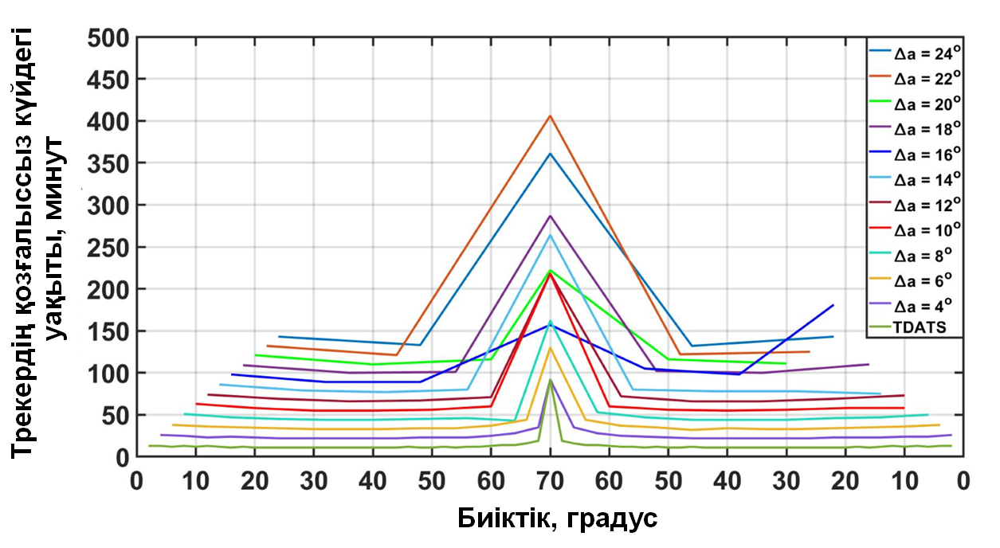 Трекердің қозғалыссыз күйдегі
уақыты, минут
500
450
400
350
300
250
200
150
100
50
0
Δa = 24°
Δa = 22°
Δa = 20°
Δa = 18°
Δa = 16°
Δa = 14°
Δa = 12°
Δa = 10°
Δa = 8°
Δa = 6°
Δa = 4°
TDATS
0 10 20 30 40 50 60 70 60 50 40 30 20 10 0
Биіктік, градус